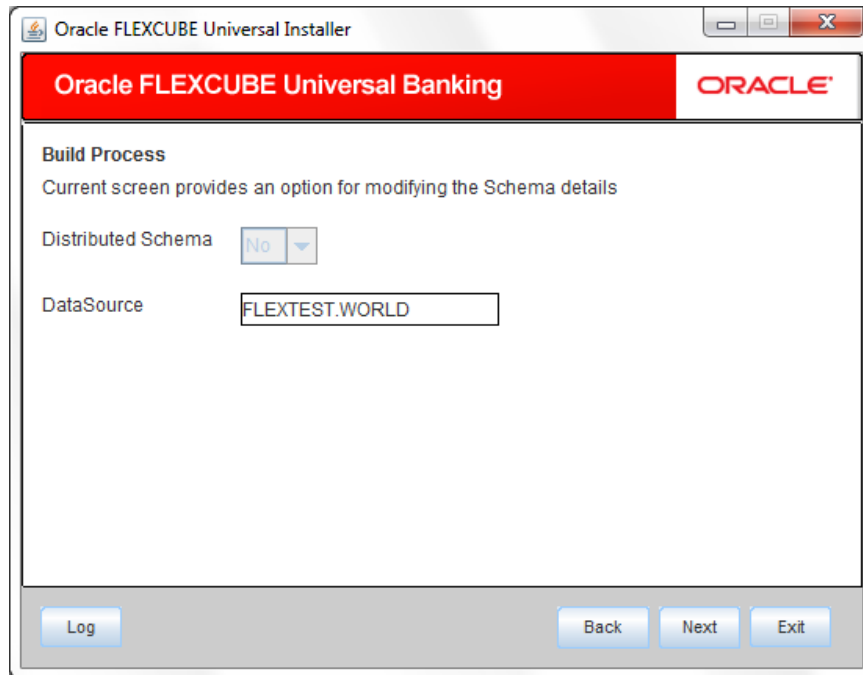 Oracle FLEXCUBE Universal Installer
Oracle FLEXCUBE Universal Banking
ORACLE
Build Process
Current screen provides an option for modifying the Schema details
Distributed Schema No
DataSource FLEXTEST.WORLD
Log Back Next Exit